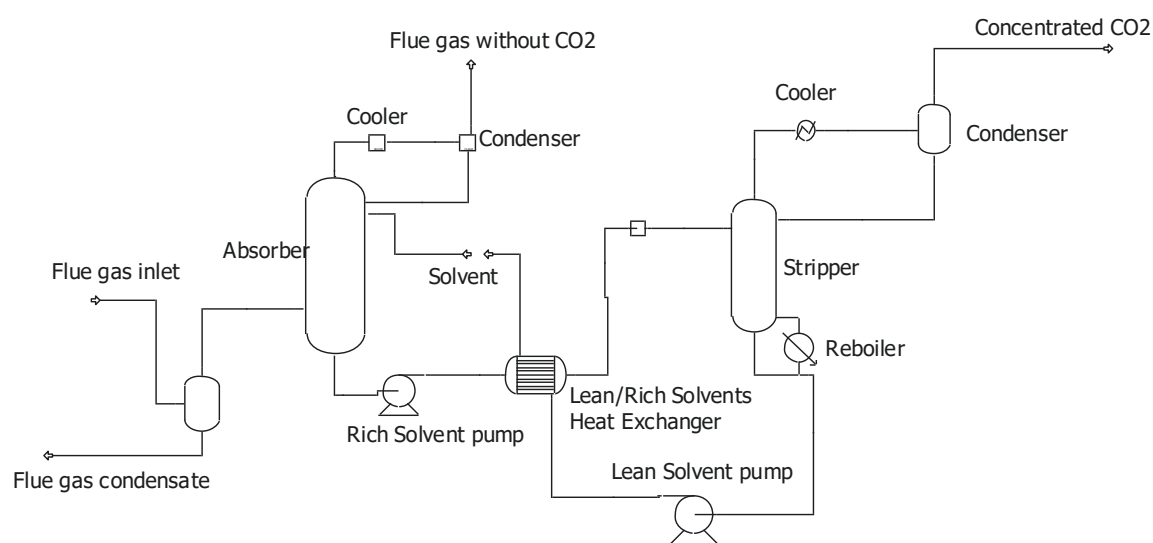 Concentrated CO2
Flue gas without CO2
Cooler
Cooler
Condenser
Condenser
Absorber
Flue gas inlet
Solvent
Stripper
Reboiler
Lean/Rich Solvents
Heat Exchanger
Rich Solvent pump
Lean Solvent pump
Flue gas condensate